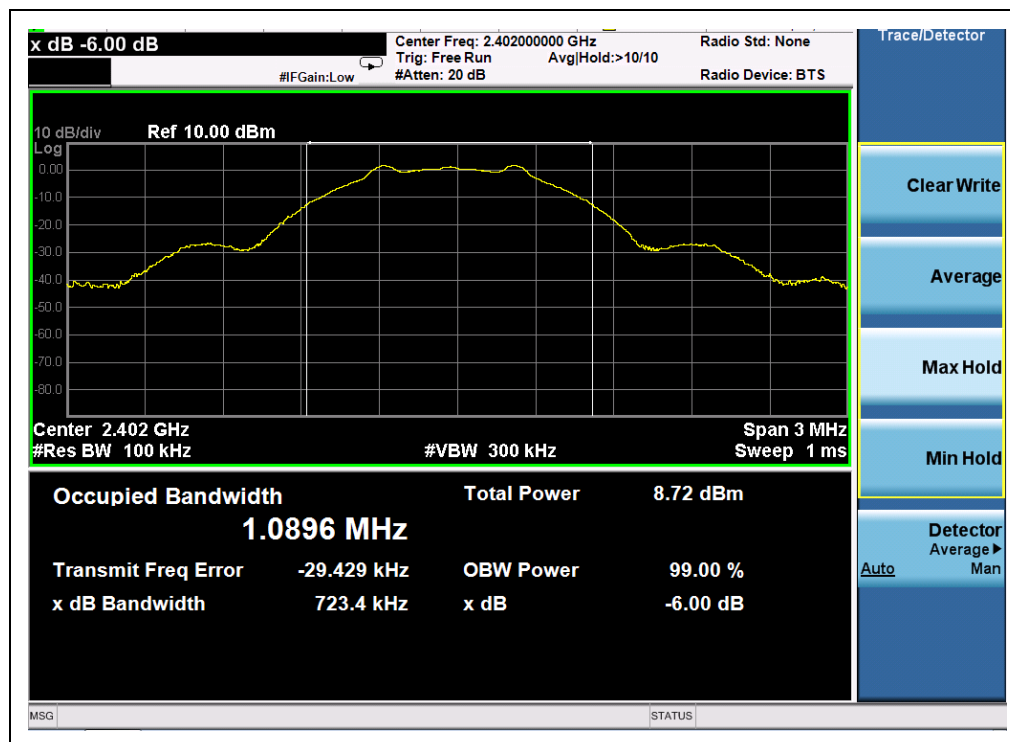 x dB -6.00 dB
#IFGain:Low
Center Freq: 2.402000000 GHz
Trig: Free Run Avg|Hold:>10/10
#Atten: 20 dB
Radio Std: None
Radio Device: BTS
Trace/Detector
10 dB/div Ref 10.00 dBm
Log
0.00
-10.0
-20.0
-30.0
-40.0
-50.0
-60.0
-70.0
-80.0
Center 2.402 GHz
Span 3 MHz
#Res BW 100 kHz
#VBW 300 kHz
Sweep 1 ms
Occupied Bandwidth
1.0896 MHz
Total Power 8.72 dBm
Transmit Freq Error -29.429 kHz
OBW Power 99.00 %
x dB Bandwidth 723.4 kHz
x dB -6.00 dB
Clear Write
Average
Max Hold
Min Hold
Detector
Average▶
Auto Man
MSG
STATUS